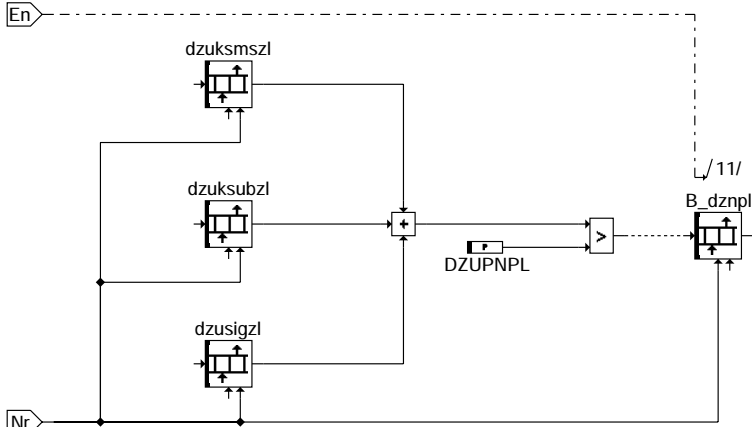 En
dzuksmszl
/11/
dzuksubzl
B_dznpl
+
>
P
DZUPNPL
dzusigzl
Nr